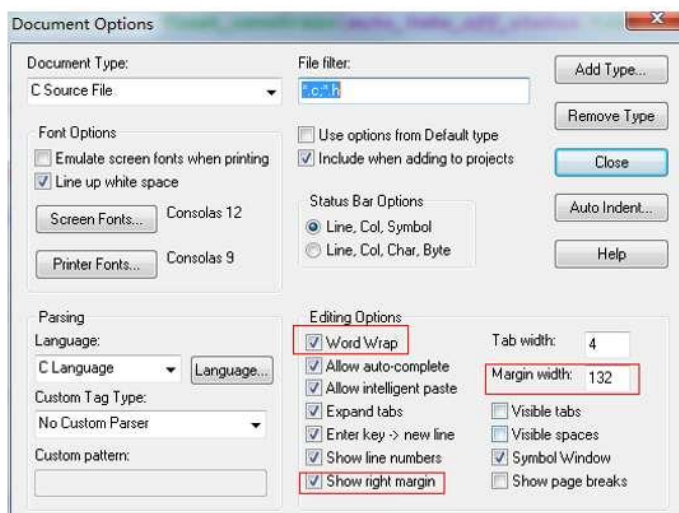 Document Options
Document Type:
C Source File
File filter:
*.c;*.h
Add Type...
Remove Type
Close
Auto Indent...
Help
Font Options
Emulate screen fonts when printing
Line up white space
Screen Fonts...
Consolas 12
Printer Fonts...
Consolas 9
Use options from Default type
Include when adding to projects
Status Bar Options
Line, Col, Symbol
Line, Col, Char, Byte
Parsing
Language:
C Language
Language...
Custom Tag Type:
No Custom Parser
Custom pattern:
Editing Options
Word Wrap
Allow auto-complete
Allow intelligent paste
Expand tabs
Enter key -> new line
Show line numbers
Show right margin
Tab width:
4
Margin width:
132
Visible tabs
Visible spaces
Symbol Window
Show page breaks